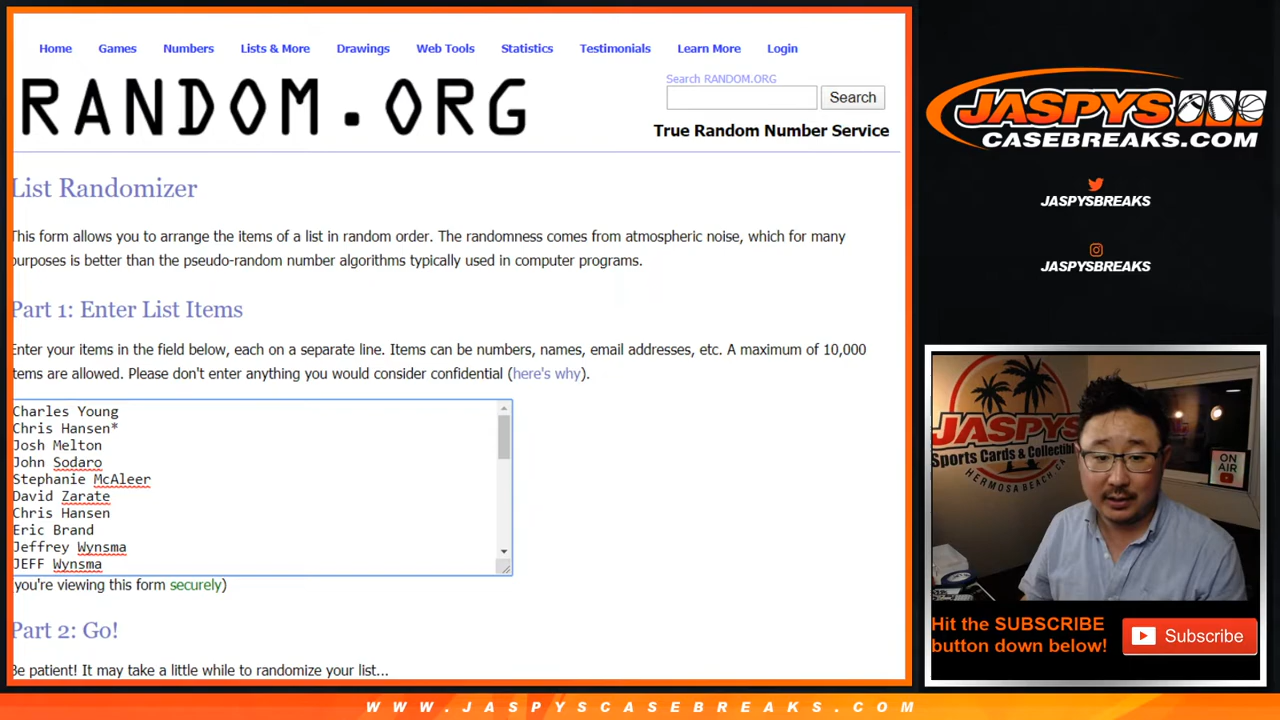 Home Games Numbers Lists & More Drawings Web Tools Statistics Testimonials Learn More Login
RANDOM.ORG
Search RANDOM.ORG
Search
True Random Number Service
List Randomizer
This form allows you to arrange the items of a list in random order. The randomness comes from atmospheric noise, which for many
purposes is better than the pseudo-random number algorithms typically used in computer programs.
Part 1: Enter List Items
Enter your items in the field below, each on a separate line. Items can be numbers, names, email addresses, etc. A maximum of 10,000
items are allowed. Please don't enter anything you would consider confidential (here's why).
Charles Young
Chris Hansen*
Josh Melton
John Sodaro
Stephanie McAleer
David Zarate
Chris Hansen
Eric Brand
Jeffrey Wynsma
JEFF Wynsma
you're viewing this form securely)
Part 2: Go!
Be patient! It may take a little while to randomize your list...
JASPYS
CASEBREAKS.COM
JASPYSBREAKS
JASPYSBREAKS
JASPYS
Sports Cards & Collectibl
HERMOSA BEACH, CA
ON
AIR
Hit the SUBSCRIBE
button down below!
Subscribe
WWW.JASPYSCASEBREAKS.COM